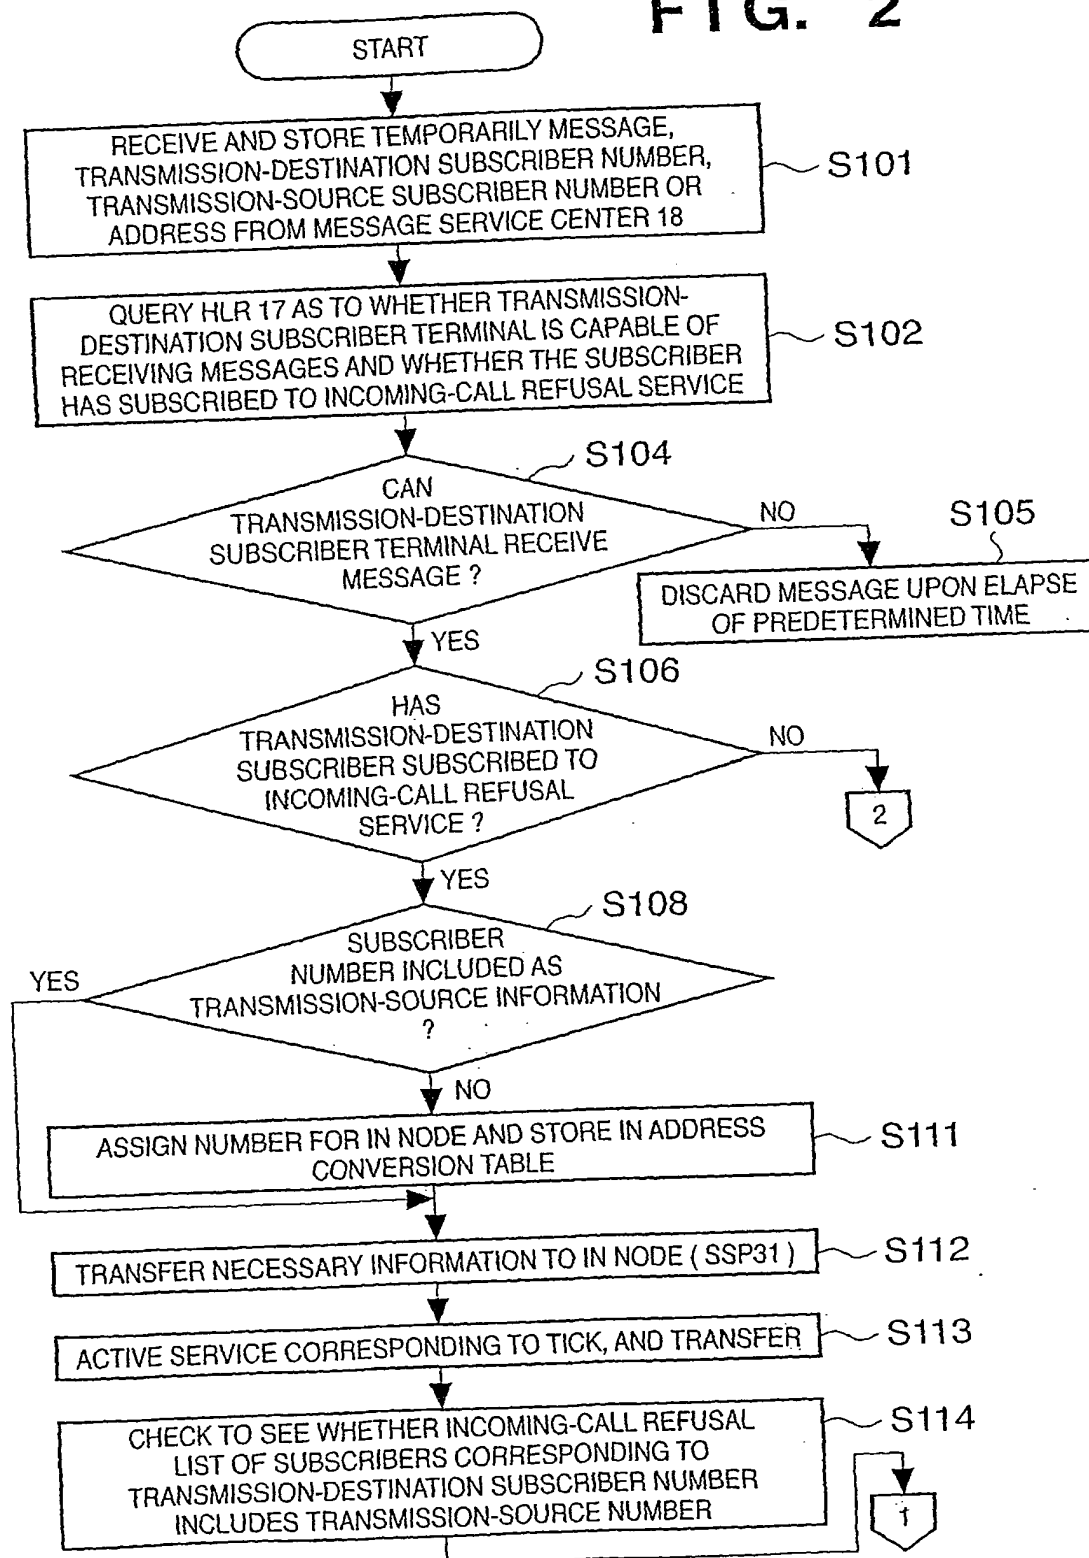 FIG. 2
START
RECEIVE AND STORE TEMPORARILY MESSAGE,
TRANSMISSION-DESTINATION SUBSCRIBER NUMBER,
TRANSMISSION-SOURCE SUBSCRIBER NUMBER OR
ADDRESS FROM MESSAGE SERVICE CENTER 18
S101
QUERY HLR 17 AS TO WHETHER TRANSMISSION-
DESTINATION SUBSCRIBER TERMINAL IS CAPABLE OF
RECEIVING MESSAGES AND WHETHER THE SUBSCRIBER
HAS SUBSCRIBED TO INCOMING-CALL REFUSAL SERVICE
S102
S104
CAN
TRANSMISSION-DESTINATION
SUBSCRIBER TERMINAL RECEIVE
MESSAGE ?
NO
S105
DISCARD MESSAGE UPON ELAPSE
OF PREDETERMINED TIME
YES
S106
HAS
TRANSMISSION-DESTINATION
SUBSCRIBER SUBSCRIBED TO
INCOMING-CALL REFUSAL
SERVICE ?
NO
2
YES
S108
SUBSCRIBER
NUMBER INCLUDED AS
TRANSMISSION-SOURCE INFORMATION
?
YES
NO
ASSIGN NUMBER FOR IN NODE AND STORE IN ADDRESS
CONVERSION TABLE
S111
TRANSFER NECESSARY INFORMATION TO IN NODE ( SSP31 )
S112
ACTIVE SERVICE CORRESPONDING TO TICK, AND TRANSFER
S113
CHECK TO SEE WHETHER INCOMING-CALL REFUSAL
LIST OF SUBSCRIBERS CORRESPONDING TO
TRANSMISSION-DESTINATION SUBSCRIBER NUMBER
INCLUDES TRANSMISSION-SOURCE NUMBER
S114
1